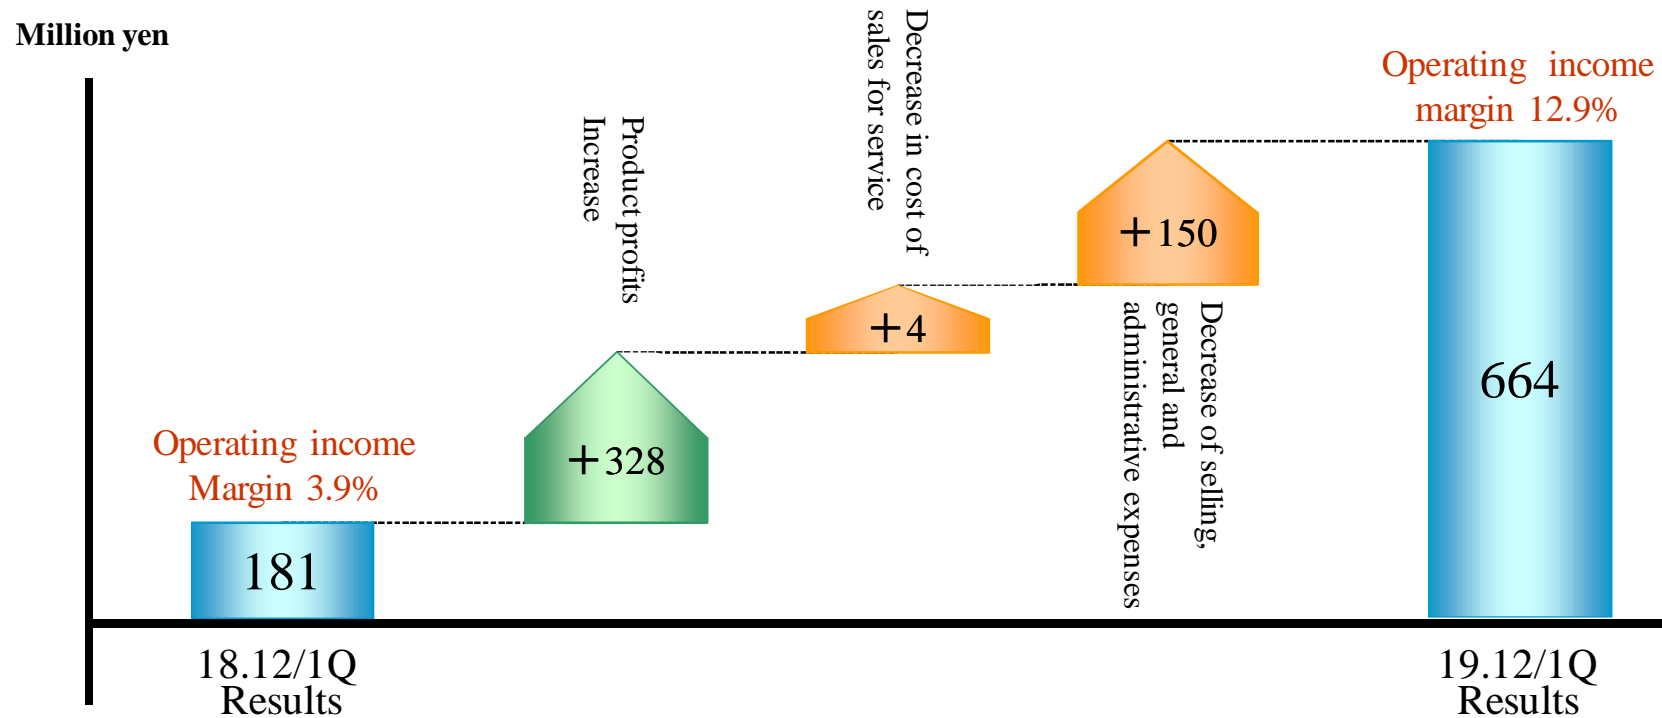 Million yen
Operating income
Margin 3.9%
181
18.12/1Q
Results
Product profits
Increase
+328
Decrease in cost of
sales for service
+4
+150
Decrease of selling,
general and
administrative expenses
Operating income
margin 12.9%
664
19.12/1Q
Results